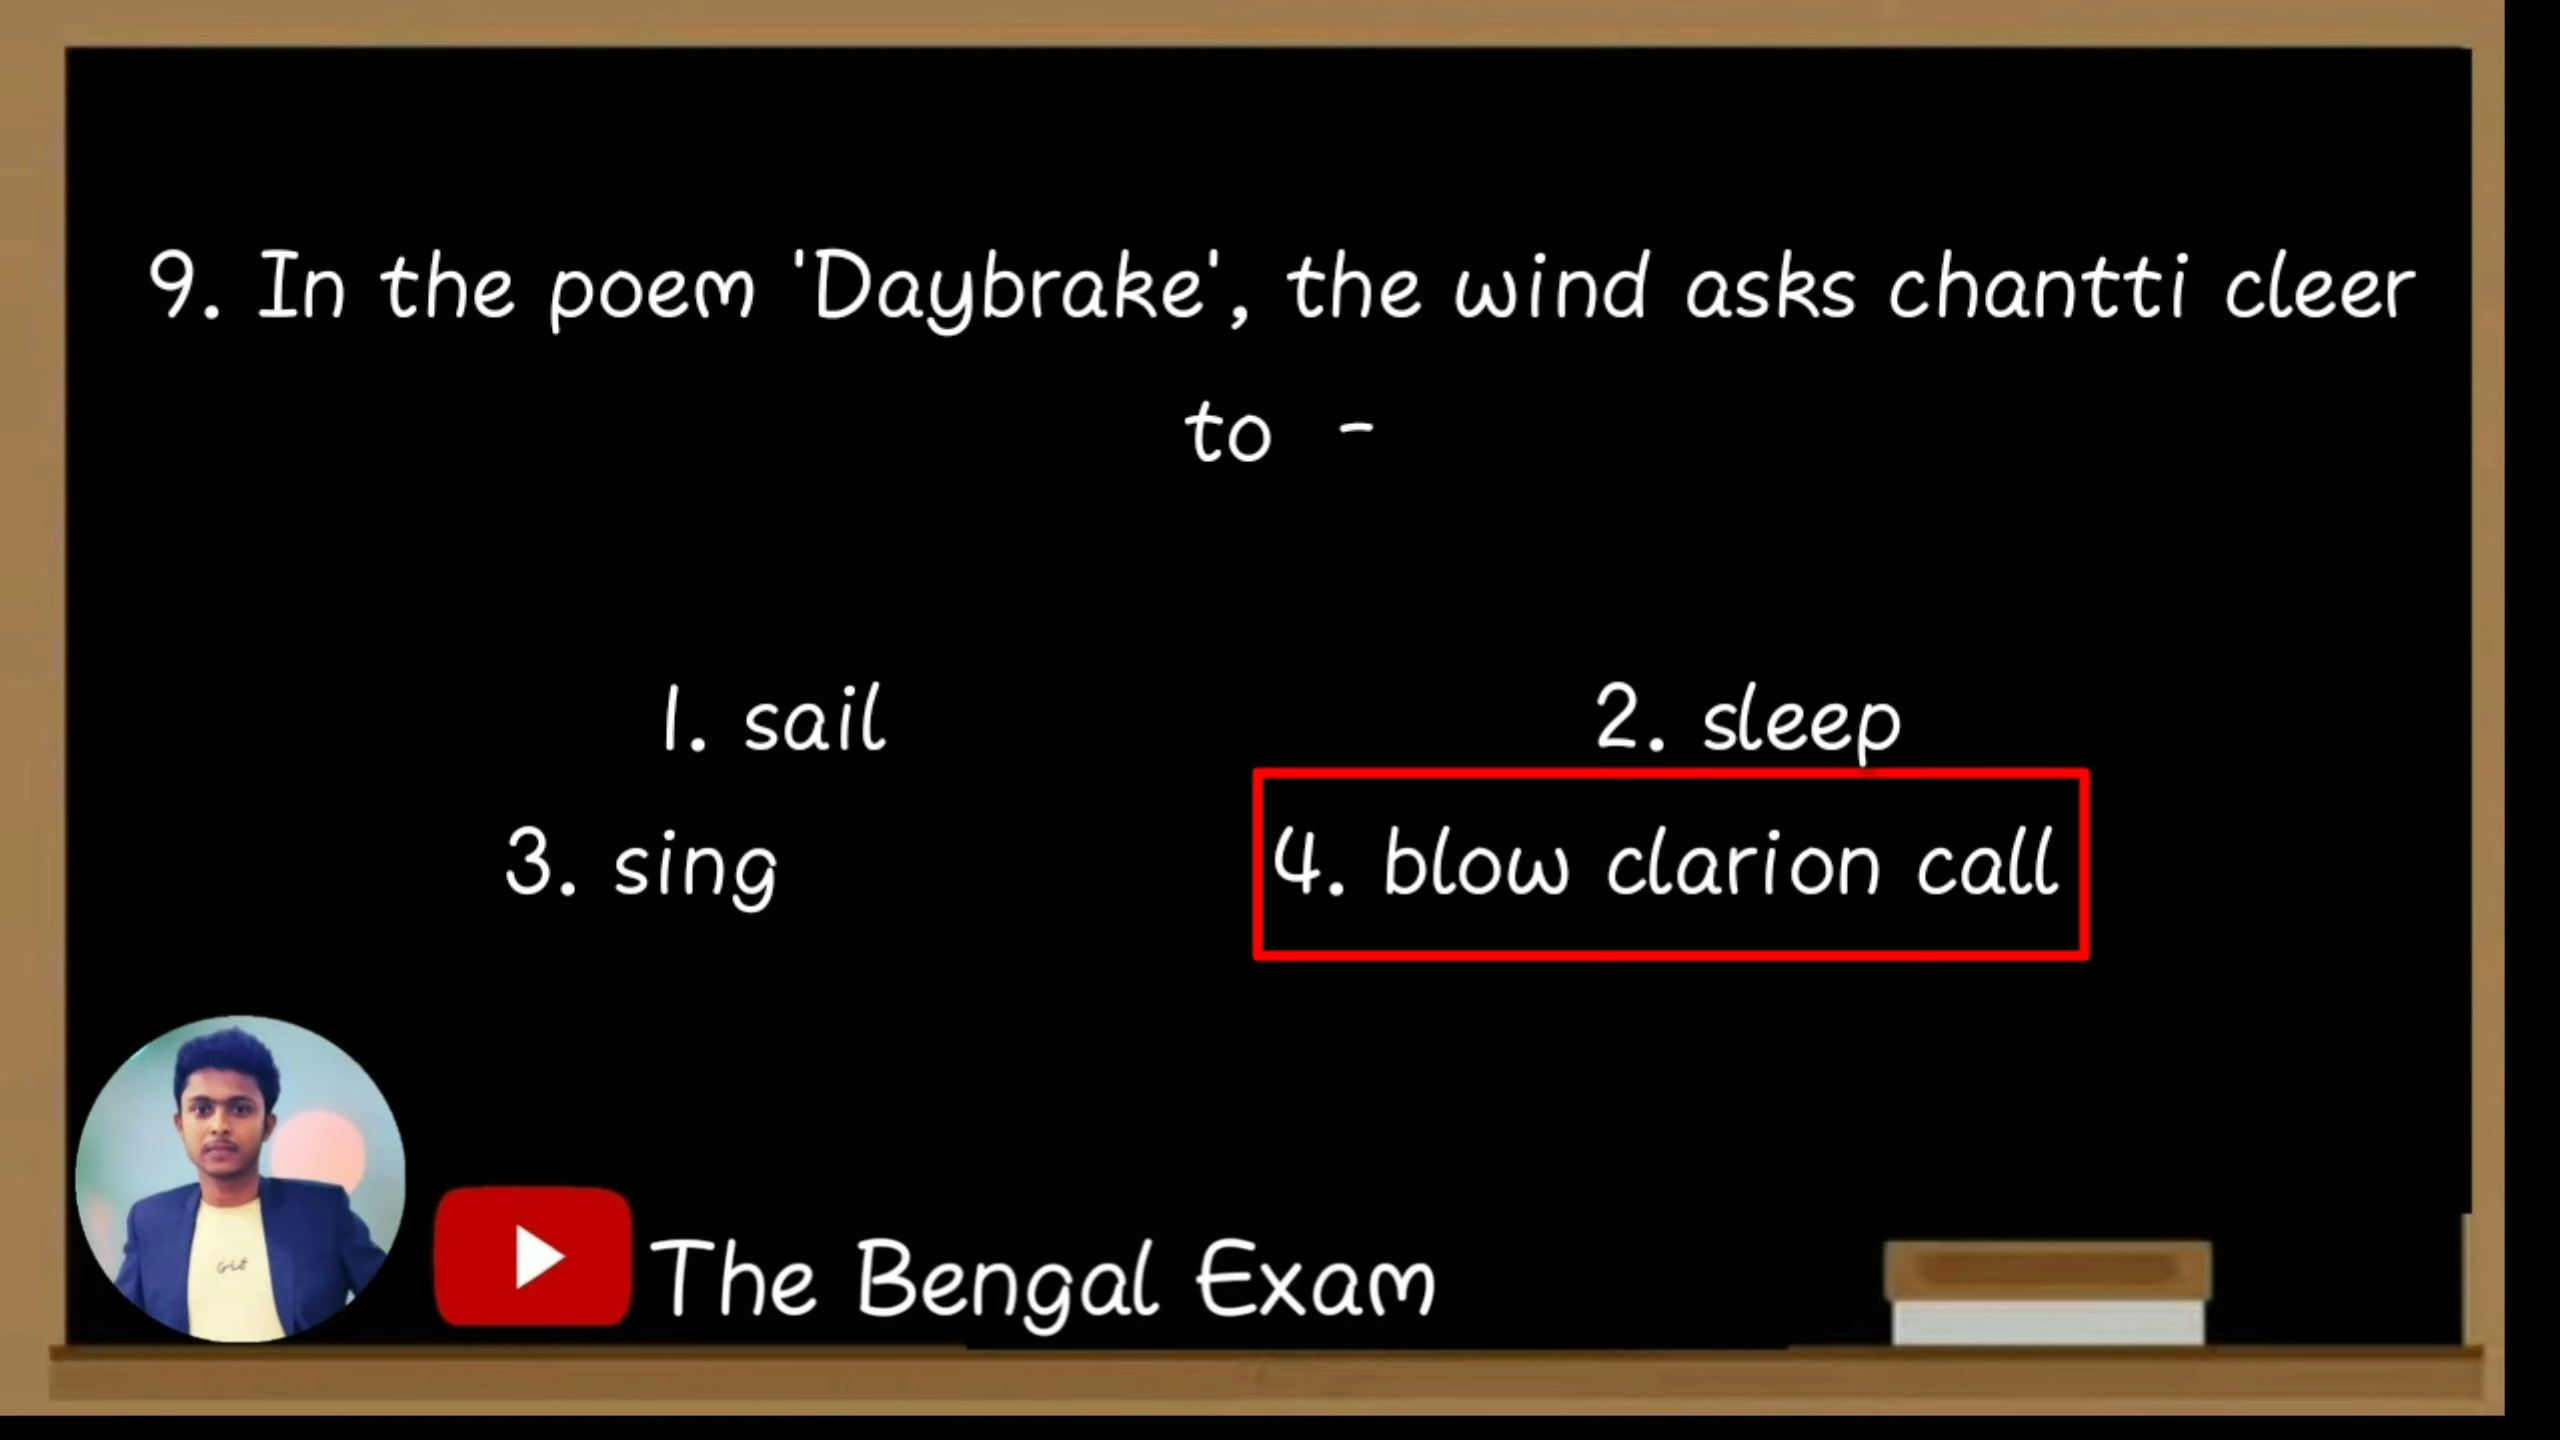 9. In the poem 'Daybrake', the wind asks chantti cleer
to -
1. sail 2. sleep
3. sing 4. blow clarion call
The Bengal Exam